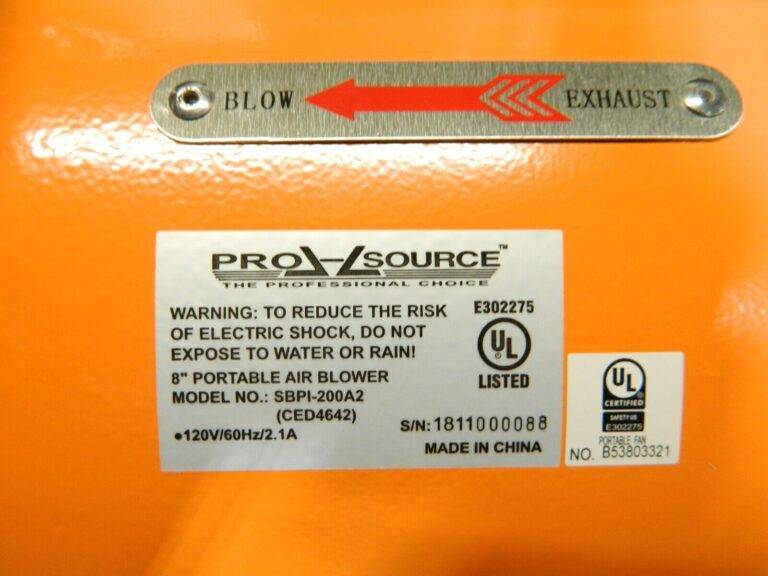 BLOW EXHAUST
PRO SOURCE™
THE PROFESSIONAL CHOICE
WARNING: TO REDUCE THE RISK
OF ELECTRIC SHOCK, DO NOT
EXPOSE TO WATER OR RAIN!
8" PORTABLE AIR BLOWER
MODEL NO.: SBPI-200A2
(CED4642)
•120V/60Hz/2.1A
E302275
UL
®
LISTED
S/N: 1811000088
MADE IN CHINA
UL
CERTIFIED
SAFETY US
E302275
PORTABLE FAN
NO. B53803321